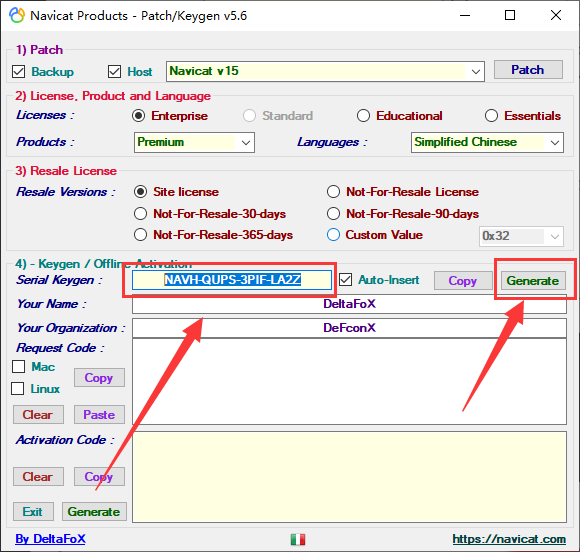 Navicat Products - Patch/Keygen v5.6
1) Patch
Backup Host Navicat v15 Patch
2) License, Product and Language
Licenses : Enterprise Standard Educational Essentials
Products : Premium Languages : Simplified Chinese
3) Resale License
Resale Versions : Site license Not-For-Resale License
Not-For-Resale-30-days Not-For-Resale-90-days
Not-For-Resale-365-days Custom Value 0x32
4) - Keygen / Offline Activation
Serial Keygen : NAVH-QUPS-3PIF-LA2Z Auto-Insert Copy Generate
Your Name : DeltaFoX
Your Organization : DeFconX
Request Code :
Mac
Copy
Linux
Clear Paste
Activation Code :
Clear Copy
Exit Generate
By DeltaFoX https://navicat.com